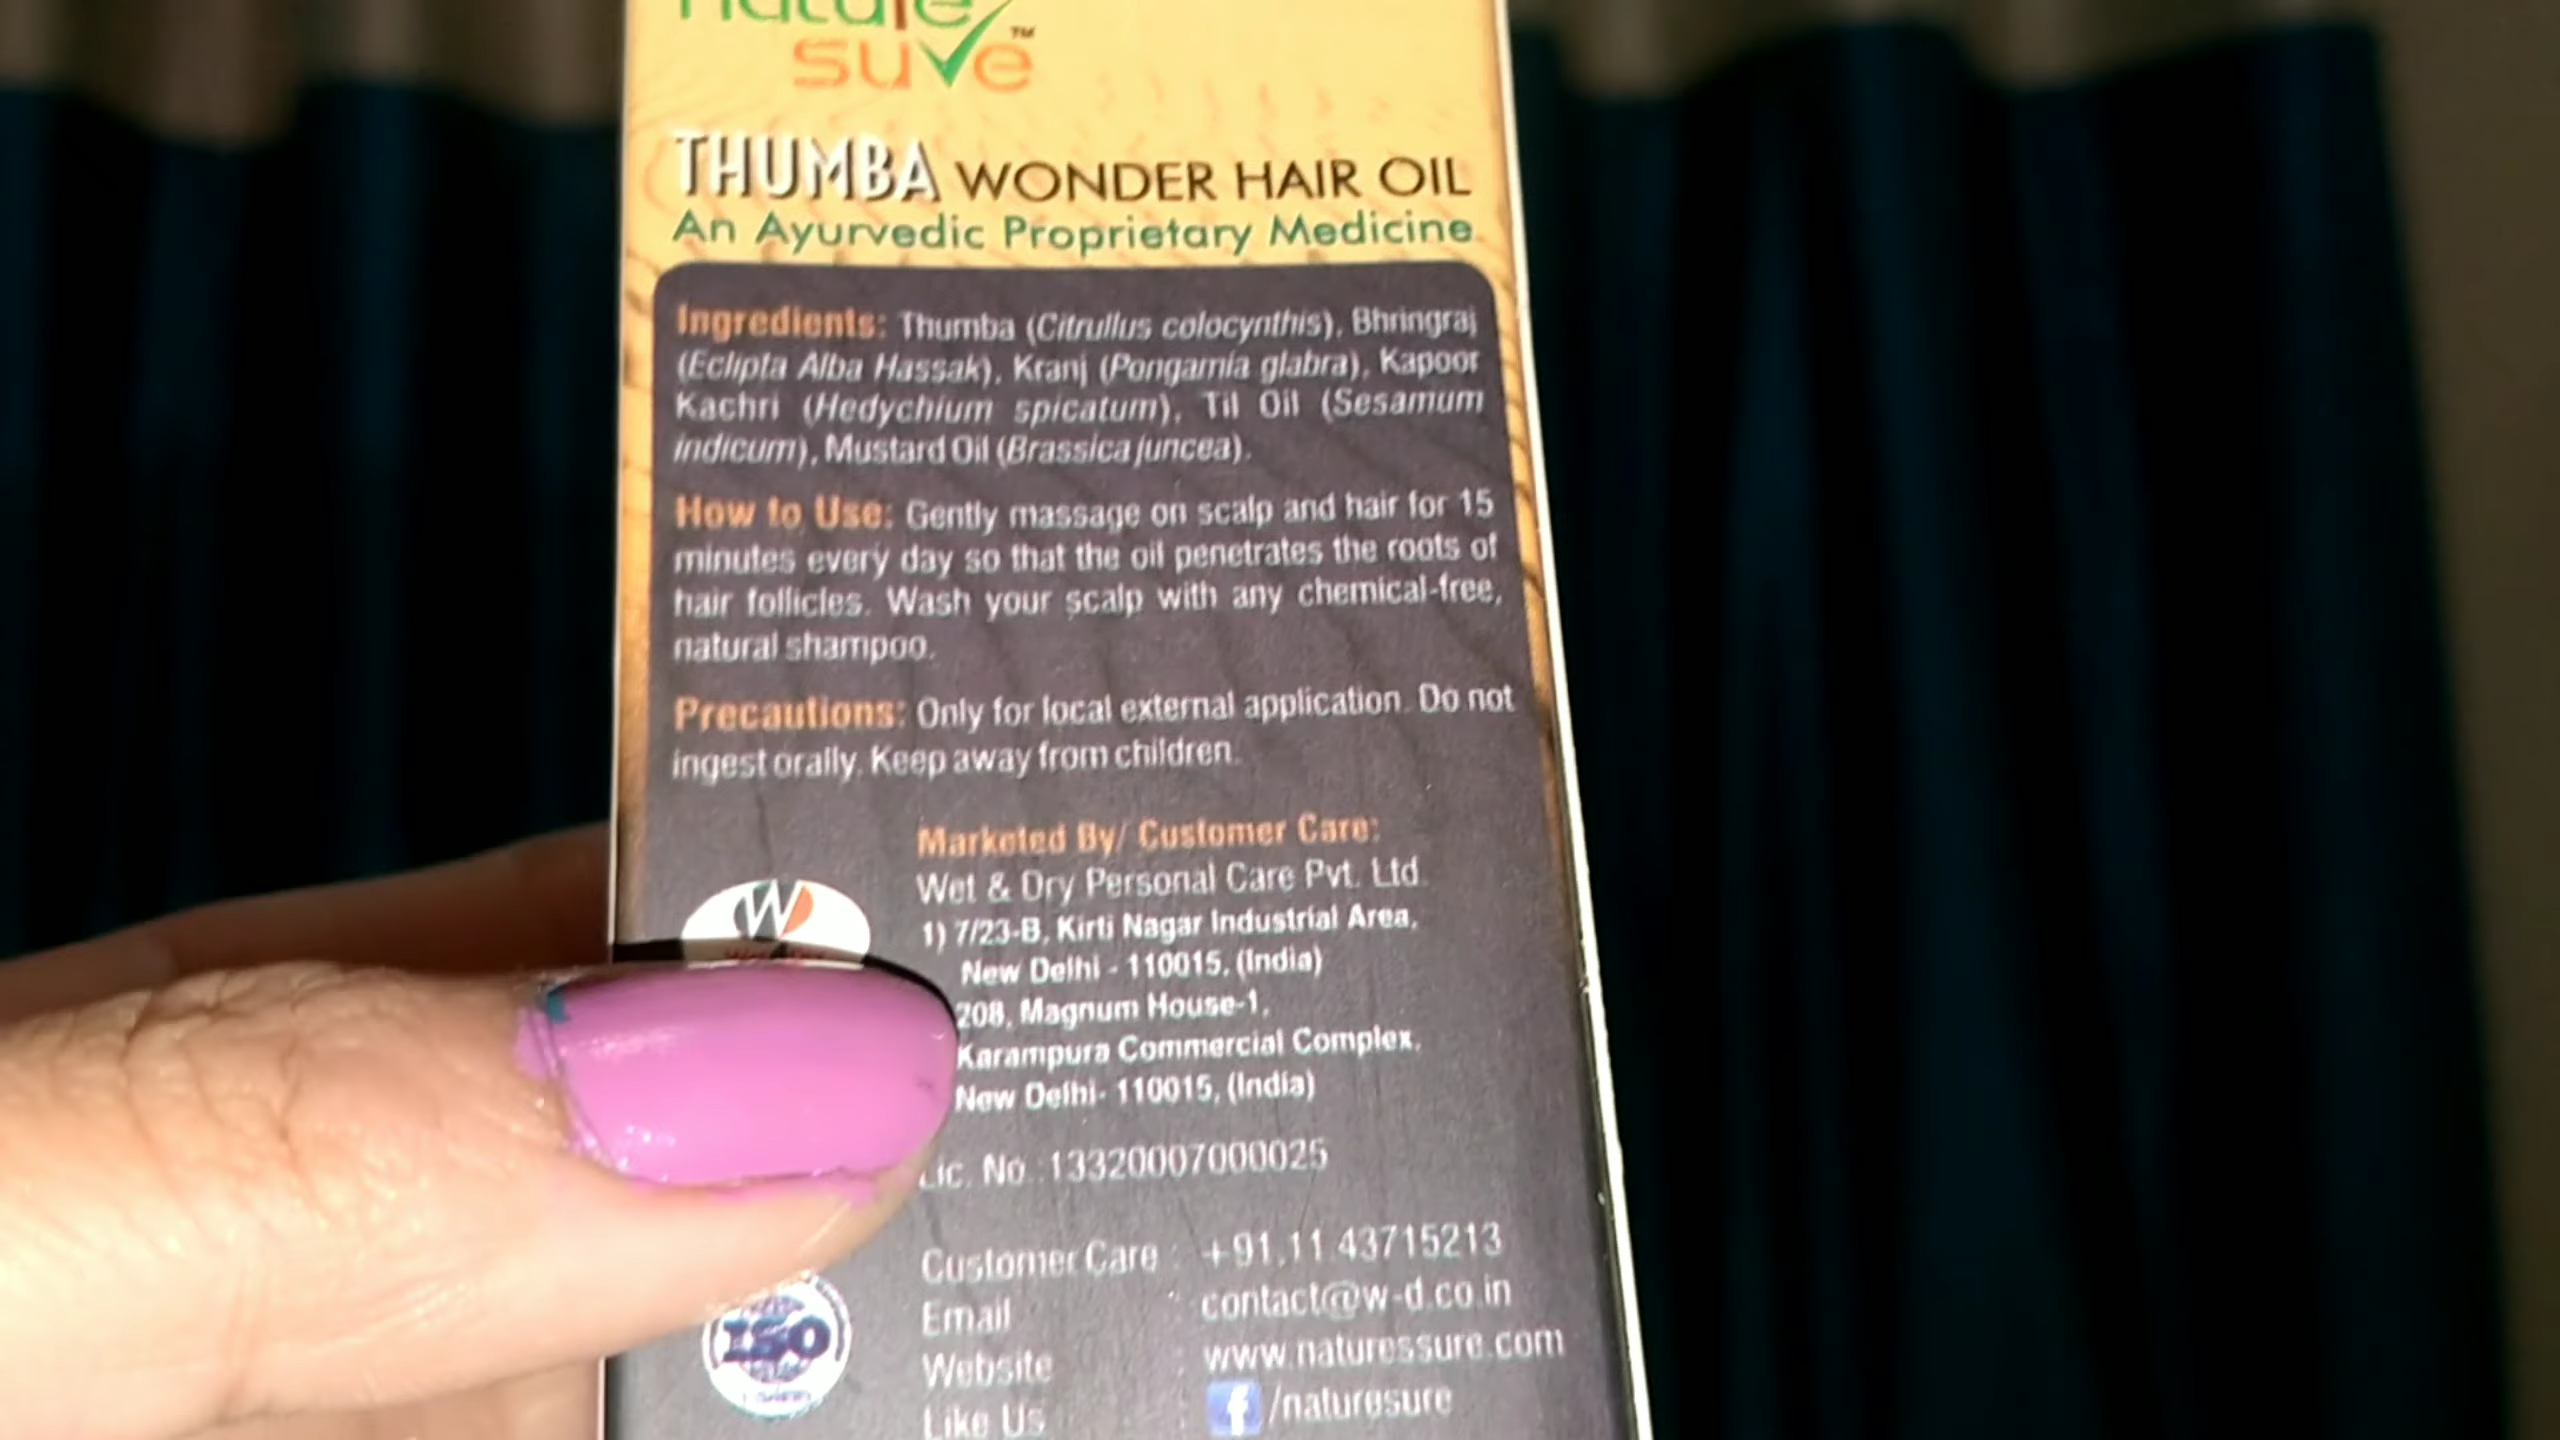 nature
sure™
THUMBA WONDER HAIR OIL
An Ayurvedic Proprietary Medicine
Ingredients: Thumba (Citrullus colocynthis), Bhringraj
(Eclipta Alba Hassak), Kranj (Pongamia glabra), Kapoor
Kachri (Hedychium spicatum), Til Oil (Sesamum
indicum), Mustard Oil (Brassica juncea).
How to Use: Gently massage on scalp and hair for 15
minutes every day so that the oil penetrates the roots of
hair follicles. Wash your scalp with any chemical-free,
natural shampoo.
Precautions: Only for local external application. Do not
ingest orally. Keep away from children.
Marketed By/ Customer Care:
Wet & Dry Personal Care Pvt. Ltd.
W
1) 7/23-B, Kirti Nagar Industrial Area,
New Delhi - 110015, (India)
208, Magnum House-1,
Karampura Commercial Complex,
New Delhi- 110015, (India)
Lic. No.:13320007000025
Customer Care : +91.11.43715213
Email : contact@w-d.co.in
ISO
Website : www.naturessure.com
Like Us : f /naturesure